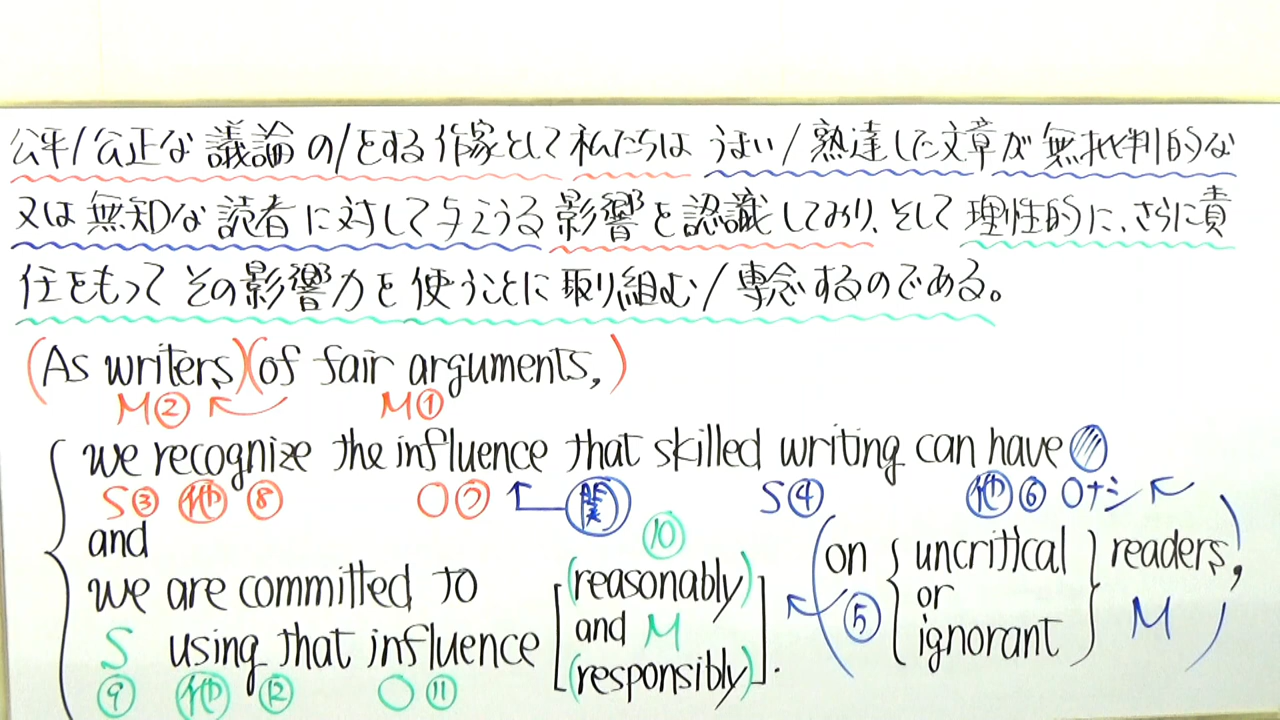 公平/公正な議論の/をする作家として私たちはうまい/熟達した文章が無批判的な
又は無知な読者に対して与えうる影響を認識しており、そして理性的に、さらに責
任をもってその影響力を使うことに取り組む/専念するのである。
(As writers)(of fair arguments,)
M② M①
we recognize the influence that skilled writing can have
S③ 他⑧ O⑦ 関 S④ 他⑥ Oナシ
and
(on uncritical or ignorant readers,)
⑤ M
we are committed to
using that influence
S⑨ 他⑫ O⑪
⑩
[(reasonably)
and M
(responsibly)].